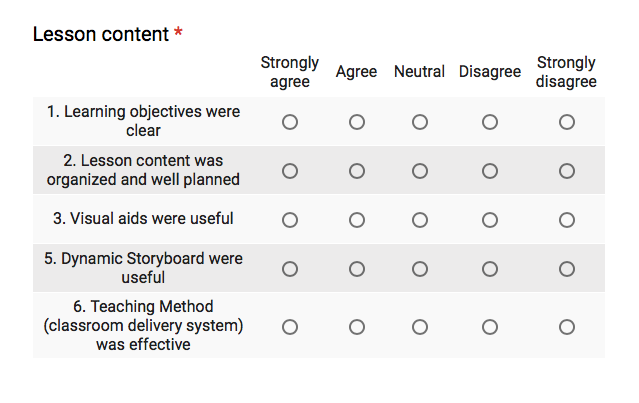 Lesson content *
Strongly agree Agree Neutral Disagree Strongly disagree
1. Learning objectives were
clear
2. Lesson content was
organized and well planned
3. Visual aids were useful
5. Dynamic Storyboard were
useful
6. Teaching Method
(classroom delivery system)
was effective